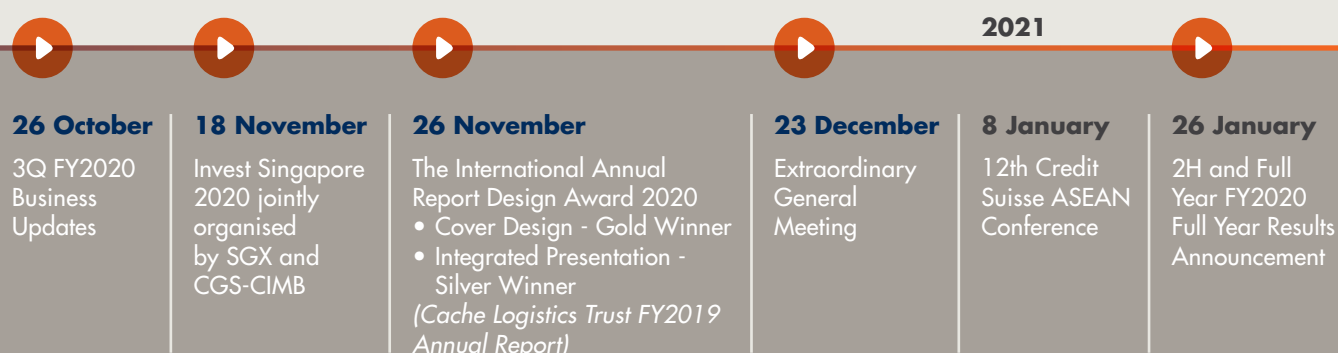 2021
26 October
3Q FY2020
Business
Updates
18 November
Invest Singapore
2020 jointly
organised
by SGX and
CGS-CIMB
26 November
The International Annual
Report Design Award 2020
• Cover Design - Gold Winner
• Integrated Presentation -
Silver Winner
(Cache Logistics Trust FY2019
Annual Report)
23 December
Extraordinary
General
Meeting
8 January
12th Credit
Suisse ASEAN
Conference
26 January
2H and Full
Year FY2020
Full Year Results
Announcement